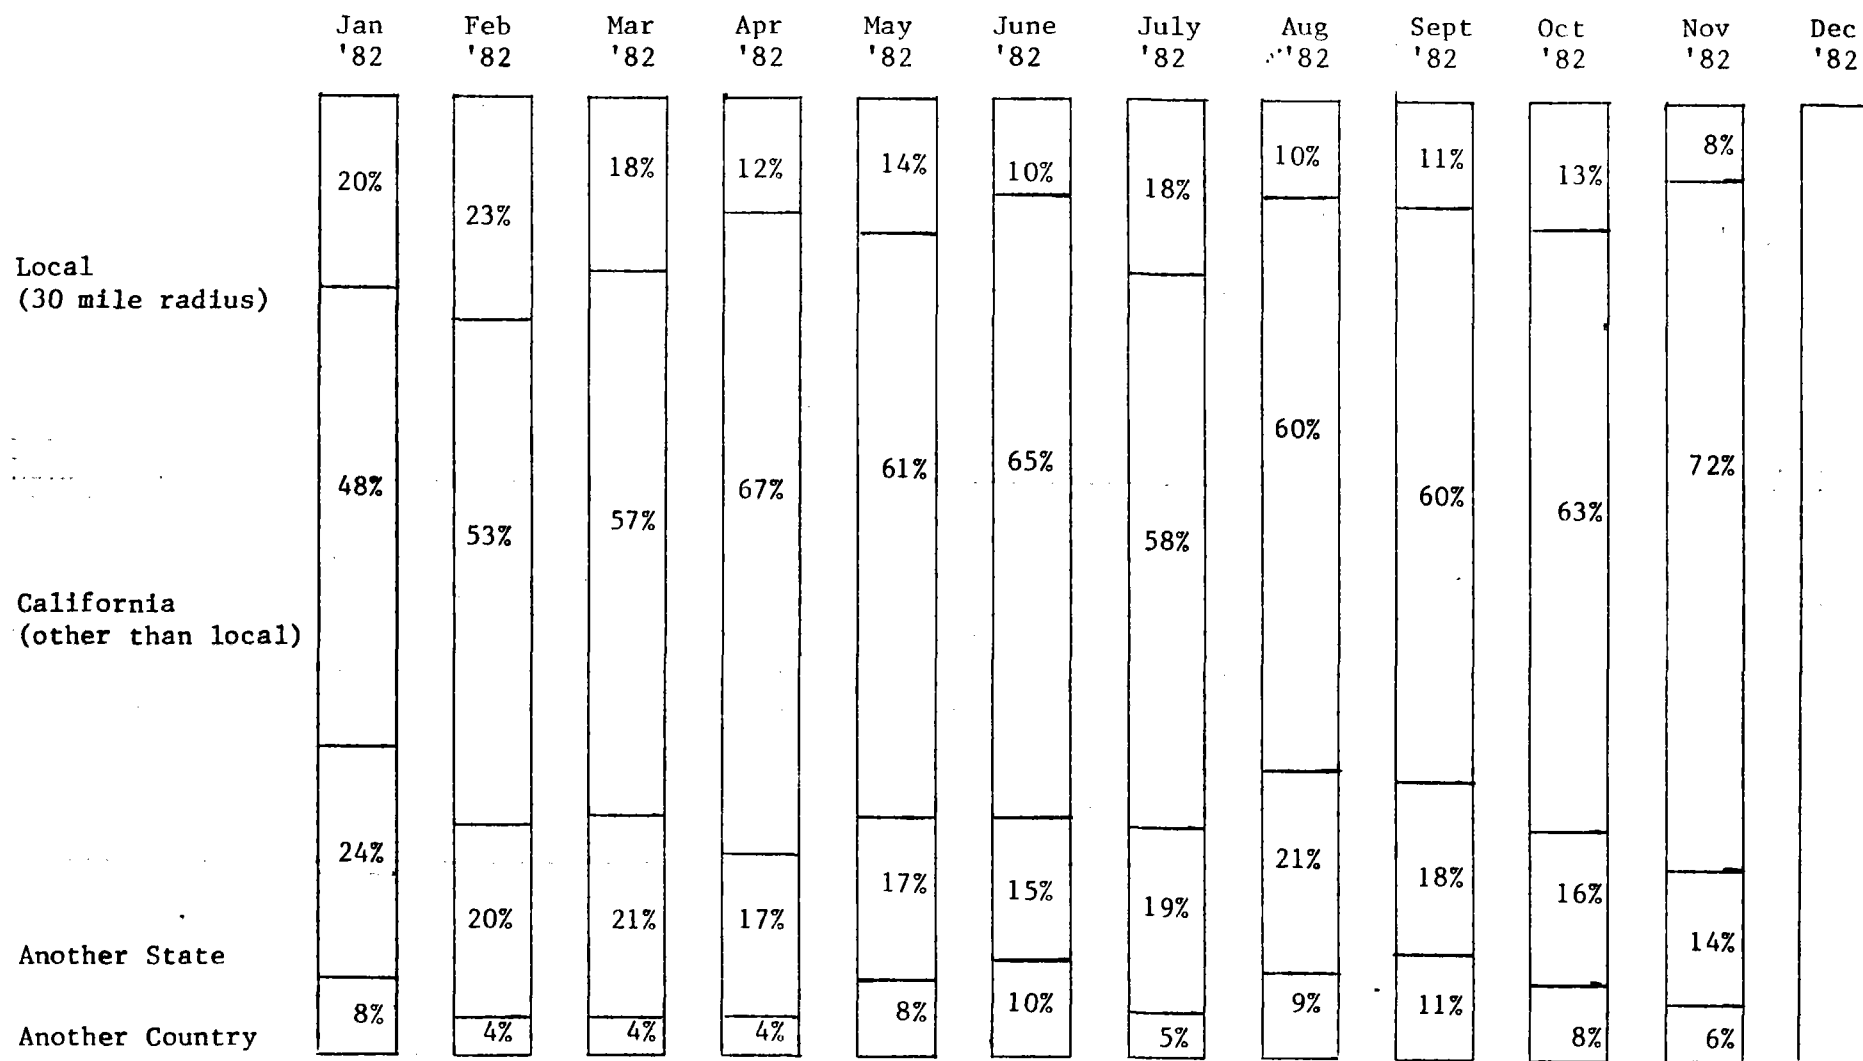 Jan Feb Mar Apr May June July Aug Sept Oct Nov Dec
'82 '82 '82 '82 '82 '82 '82 '82 '82 '82 '82 '82
8%
14%
10% 11%
20% 18% 12% 10% 18% 13%
23%
Local
(30 mile radius)
60%
61% 65% 72%
48% 67% 60%
57% 63%
53% 58%
California
(other than local)
24% 21%
17% 15% 18% 16%
20% 21% 17% 19%
14%
Another State
8% 8% 10% 9% 11%
Another Country 4% 4% 4% 5% 8% 6%